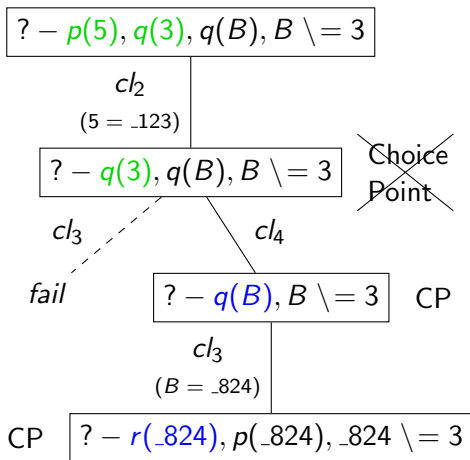 ? − p(5), q(3), q(B), B \= 3
cl2
(5 = _123)
? − q(3), q(B), B \= 3
Choice
Point
cl3
cl4
fail
? − q(B), B \= 3
CP
cl3
(B = _824)
CP
? − r(_824), p(_824), _824 \= 3